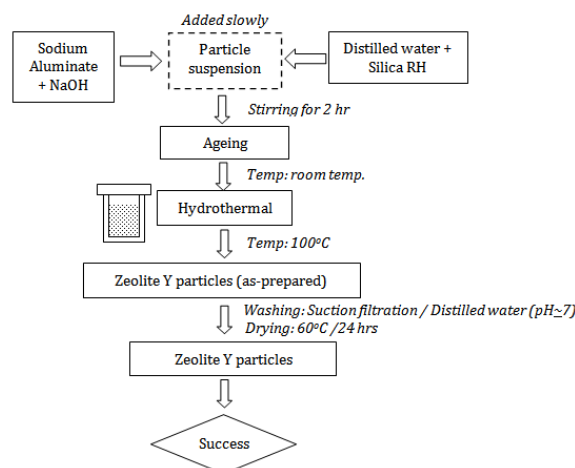 Added slowly
Sodium
Aluminate
+ NaOH
Particle
suspension
Distilled water +
Silica RH
Stirring for 2 hr
Ageing
Temp: room temp.
Hydrothermal
Temp: 100⁰C
Zeolite Y particles (as-prepared)
Washing: Suction filtration / Distilled water (pH~7)
Drying: 60⁰C /24 hrs
Zeolite Y particles
Success